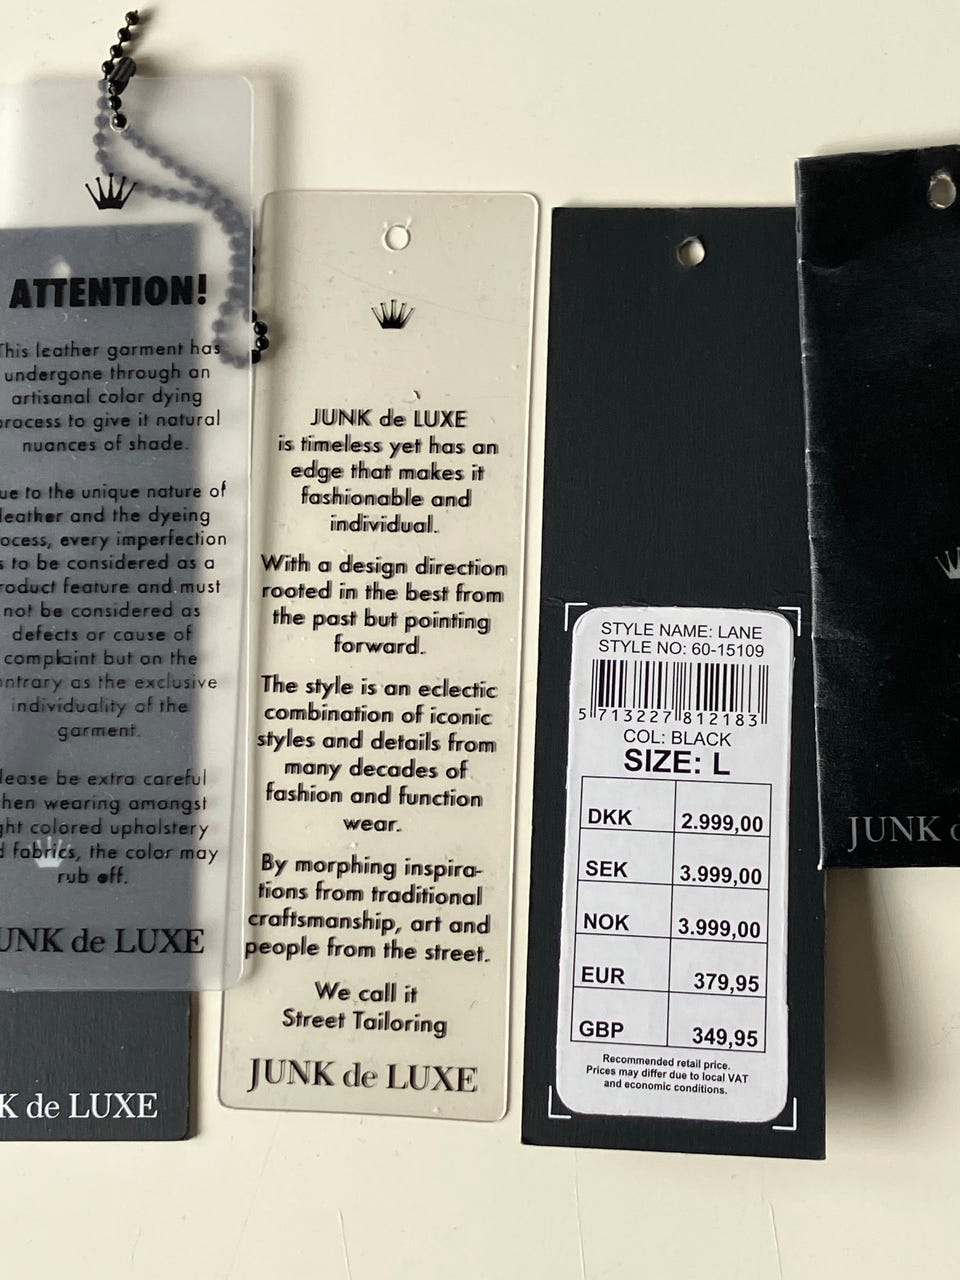 ATTENTION!
This leather garment has
undergone through an
artisanal color dying
process to give it natural
nuances of shade.
ue to the unique nature of
leather and the dyeing
ocess, every imperfection
s to be considered as a
roduct feature and must
not be considered as
defects or cause of
complaint but on the
ontrary as the exclusive
individuality of the
garment.
lease be extra careful
hen wearing amongst
ght colored upholstery
d fabrics, the color may
rub off.
UNK de LUXE
K de LUXE
JUNK de LUXE
is timeless yet has an
edge that makes it
fashionable and
individual.
With a design direction
rooted in the best from
the past but pointing
forward.
The style is an eclectic
combination of iconic
styles and details from
many decades of
fashion and function
wear.
By morphing inspira-
tions from traditional
craftsmanship, art and
people from the street.
We call it
Street Tailoring
JUNK de LUXE
STYLE NAME: LANE
STYLE NO: 60-15109
5 713227 812183
COL: BLACK
SIZE: L
DKK 2.999,00
SEK 3.999,00
NOK 3.999,00
EUR 379,95
GBP 349,95
Recommended retail price.
Prices may differ due to local VAT
and economic conditions.
JUNK d